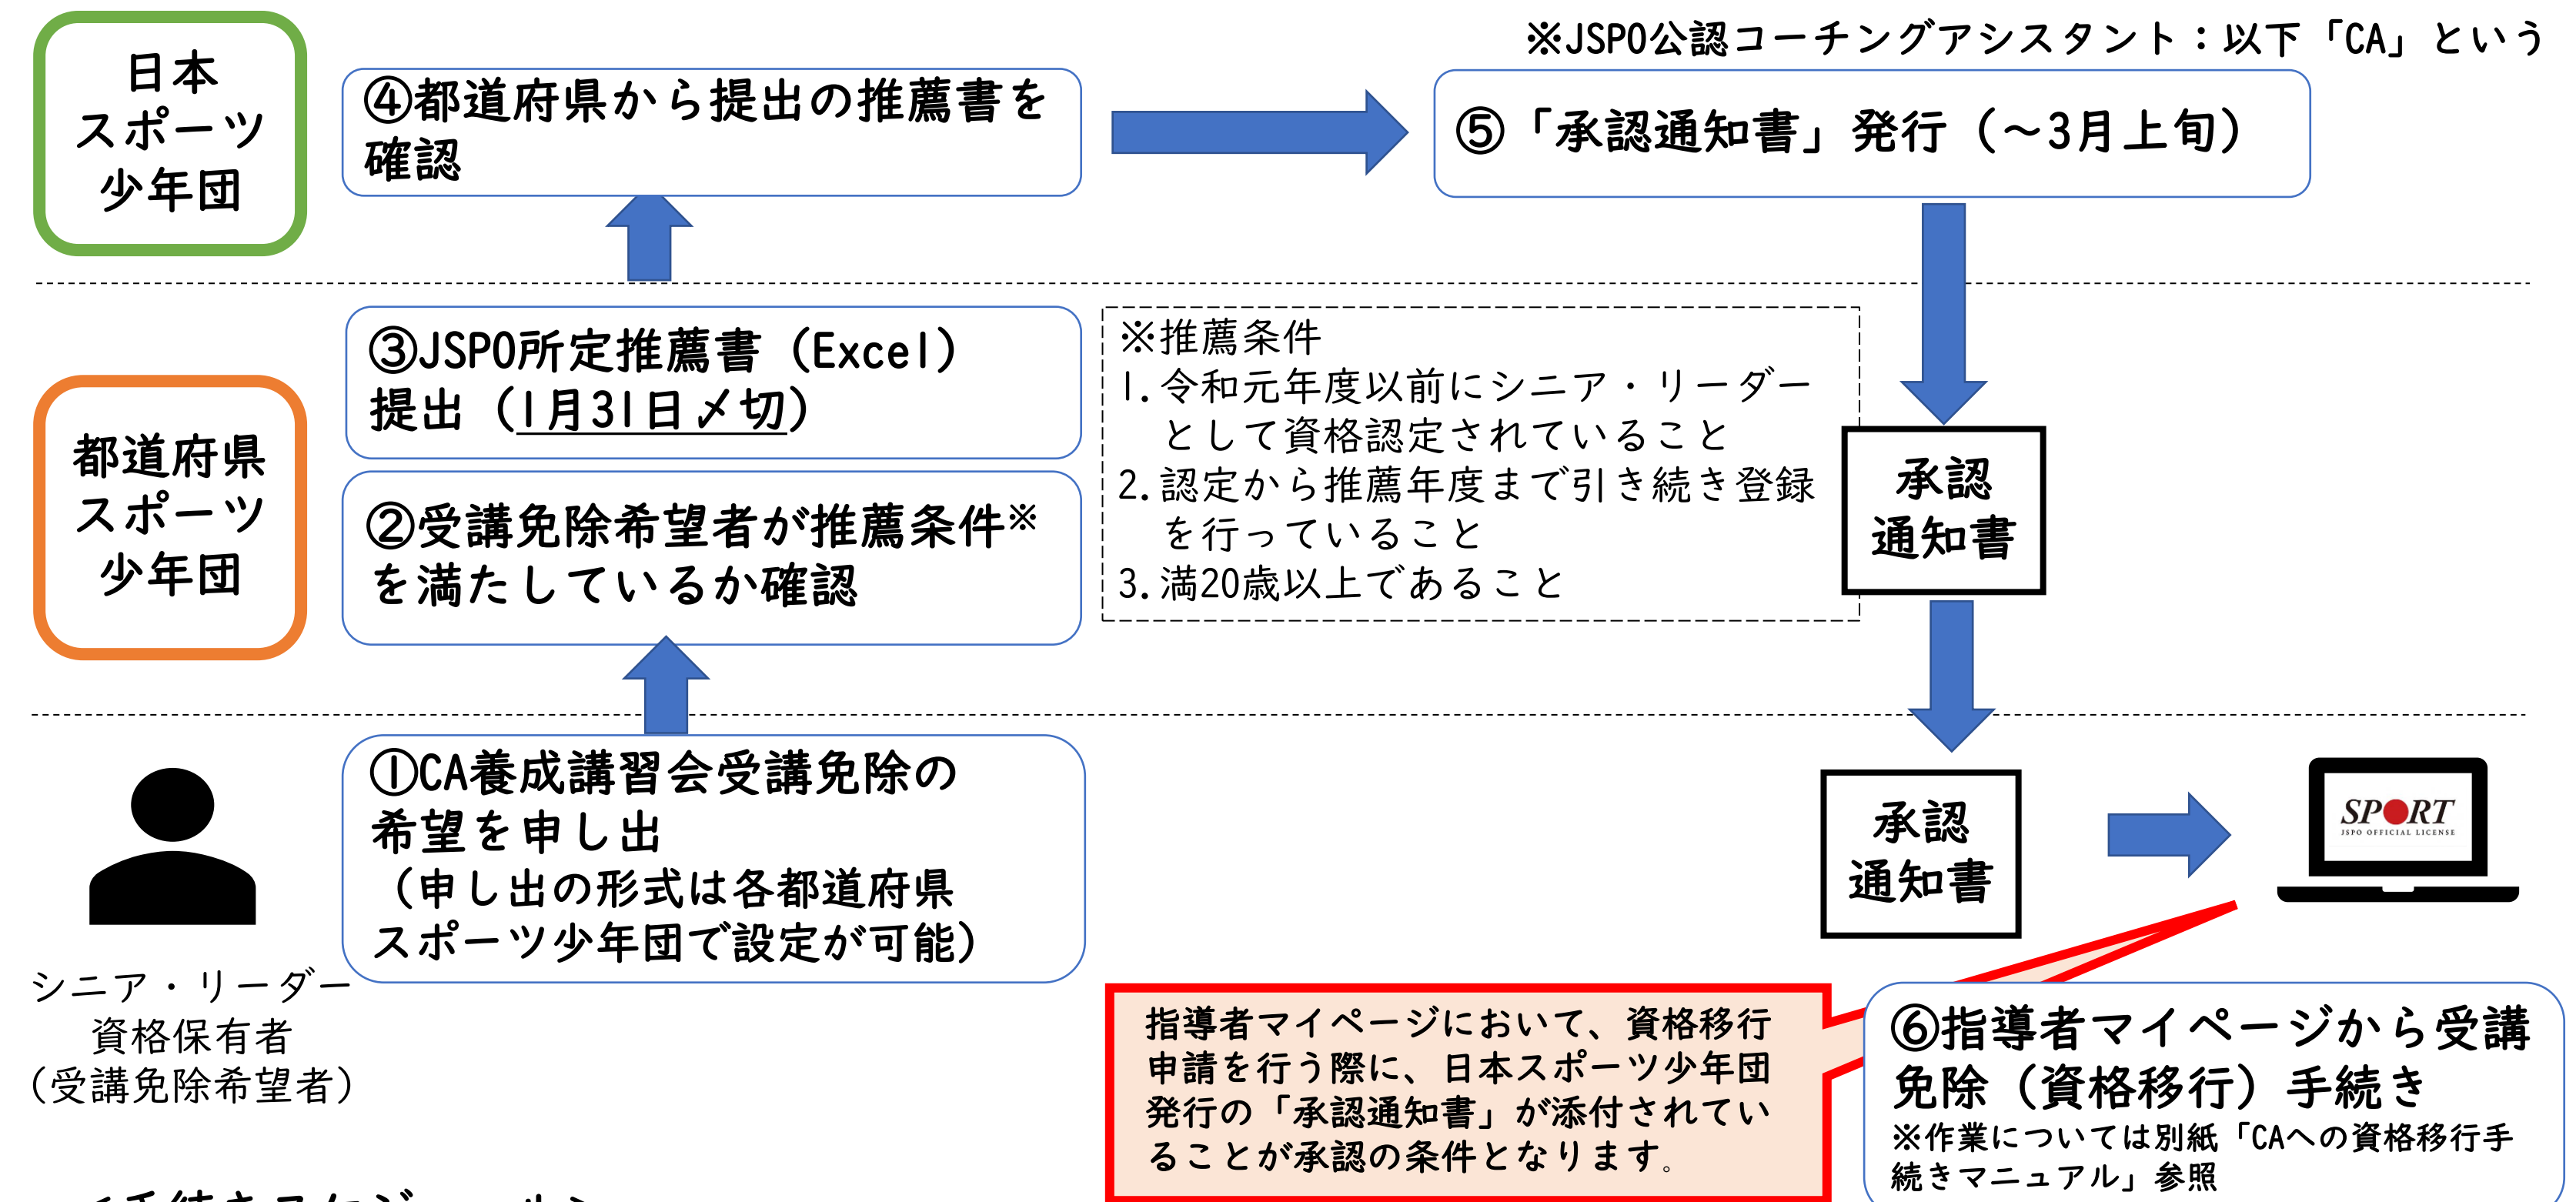 ※JSPO公認コーチングアシスタント：以下「CA」という
日本
スポーツ
少年団
④都道府県から提出の推薦書を
確認
⑤「承認通知書」発行（～3月上旬）
都道府県
スポーツ
少年団
③JSPO所定推薦書（Excel）
提出（1月31日〆切）
②受講免除希望者が推薦条件※
を満たしているか確認
※推薦条件
1.令和元年度以前にシニア・リーダー
として資格認定されていること
2.認定から推薦年度まで引き続き登録
を行っていること
3.満20歳以上であること
承認
通知書
①CA養成講習会受講免除の
希望を申し出
（申し出の形式は各都道府県
スポーツ少年団で設定が可能）
シニア・リーダー
資格保有者
（受講免除希望者）
承認
通知書
SPORT
JSPO OFFICIAL LICENSE
指導者マイページにおいて、資格移行
申請を行う際に、日本スポーツ少年団
発行の「承認通知書」が添付されてい
ることが承認の条件となります。
⑥指導者マイページから受講
免除（資格移行）手続き
※作業については別紙「CAへの資格移行手
続きマニュアル」参照